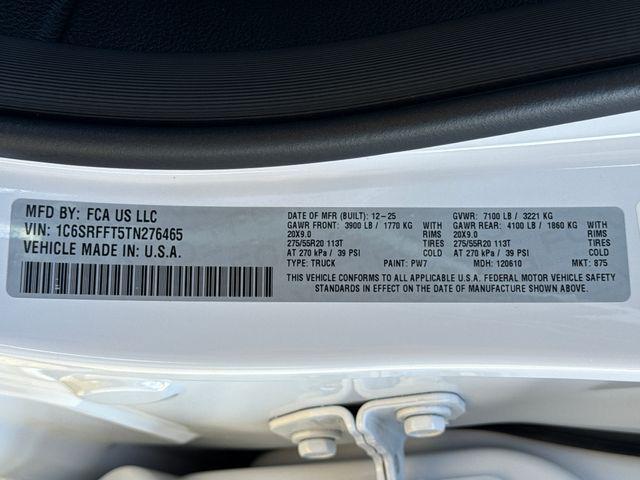 MFD BY: FCA US LLC
VIN: 1C6SRFFT5TN276465
VEHICLE MADE IN U.S.A.
DATE OF MFR (BUILT): 12-25 GVWR: 7100 LB / 3221 KG
GAWR FRONT: 3900 LB / 1770 KG WITH GAWR REAR: 4100 LB / 1860 KG WITH
20X9.0 RIMS 20X9.0 RIMS
275/55R20 113T TIRES 275/55R20 113T TIRES
AT 270 kPa / 39 PSI AT 270 kPa / 39 PSI
TYPE: TRUCK PAINT: PW7 MDH: 120610 MKT: 875
THIS VEHICLE CONFORMS TO ALL APPLICABLE U.S.A. FEDERAL MOTOR VEHICLE SAFETY
STANDARDS IN EFFECT ON THE DATE OF MANUFACTURE SHOWN ABOVE.